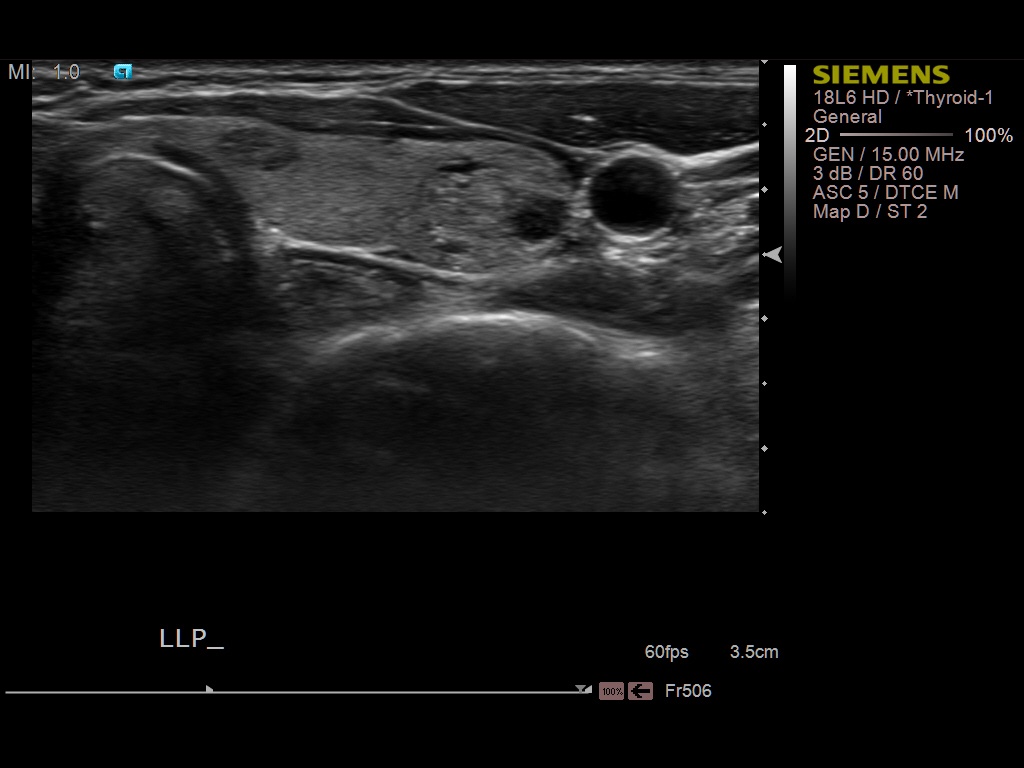 MI: 1.0
SIEMENS
18L6 HD / *Thyroid-1
General
2D 100%
GEN / 15.00 MHz
3 dB / DR 60
ASC 5 / DTCE M
Map D / ST 2
LLP_
60fps 3.5cm
100% Fr506